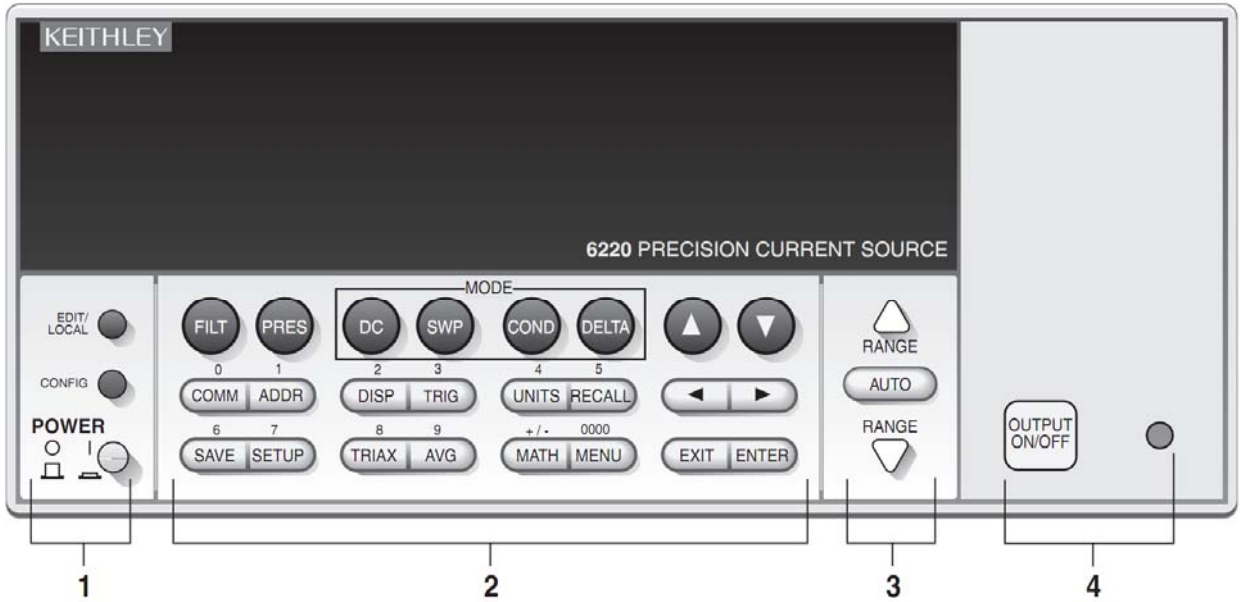 KEITHLEY
6220 PRECISION CURRENT SOURCE
MODE
EDIT/
LOCAL
FILT PRES DC SWP COND DELTA
RANGE
0 1 2 3 4 5
CONFIG
COMM ADDR DISP TRIG UNITS RECALL
AUTO
POWER
6 7 8 9 +/- 0000
RANGE
SAVE SETUP TRIAX AVG MATH MENU EXIT ENTER
OUTPUT
ON/OFF
1 2 3 4